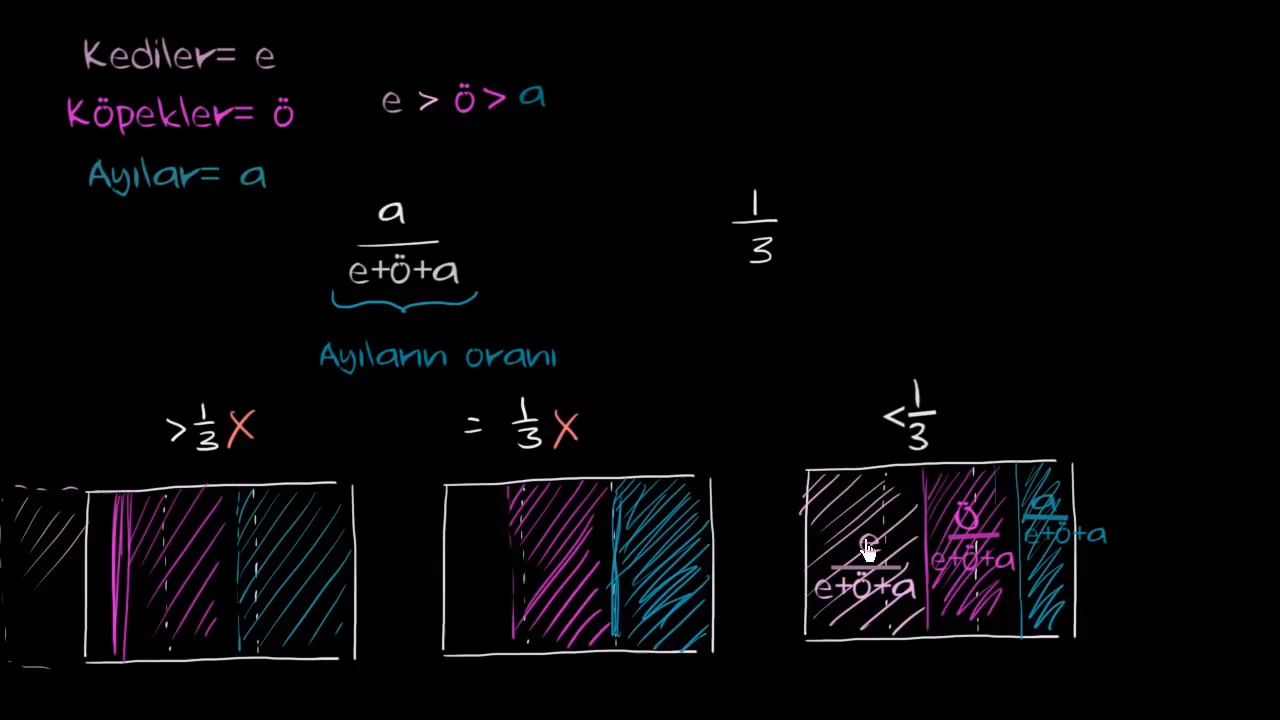 Kediler= e
Köpekler= ö
e > ö > a
Ayılar= a
a
e+ö+a
1
3
Ayıların oranı
> 1/3 X
= 1/3 X
< 1/3
e
e+ö+a
ö
e+ö+a
a
e+ö+a